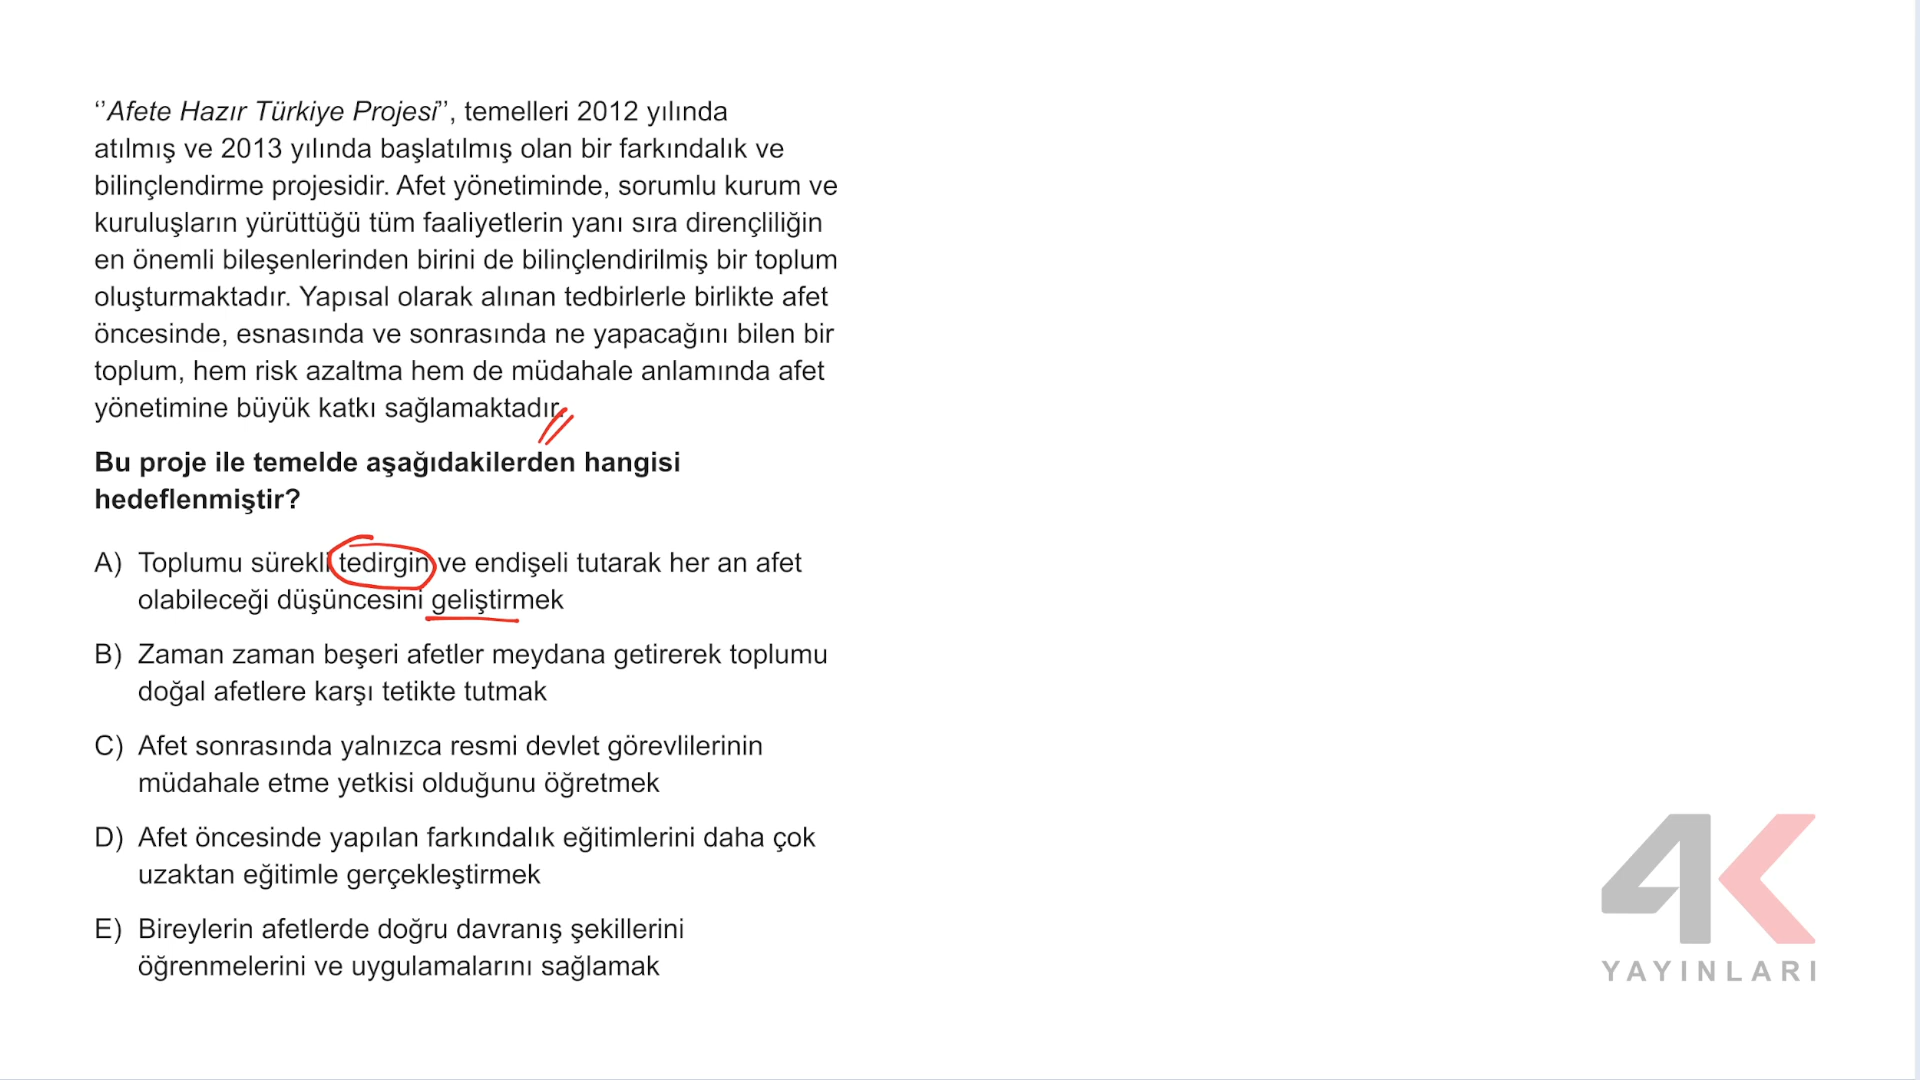 ‘’Afete Hazır Türkiye Projesi’’, temelleri 2012 yılında
atılmış ve 2013 yılında başlatılmış olan bir farkındalık ve
bilinçlendirme projesidir. Afet yönetiminde, sorumlu kurum ve
kuruluşların yürüttüğü tüm faaliyetlerin yanı sıra dirençliliğin
en önemli bileşenlerinden birini de bilinçlendirilmiş bir toplum
oluşturmaktadır. Yapısal olarak alınan tedbirlerle birlikte afet
öncesinde, esnasında ve sonrasında ne yapacağını bilen bir
toplum, hem risk azaltma hem de müdahale anlamında afet
yönetimine büyük katkı sağlamaktadır.
Bu proje ile temelde aşağıdakilerden hangisi
hedeflenmiştir?
A) Toplumu sürekli tedirgin ve endişeli tutarak her an afet
olabileceği düşüncesini geliştirmek
B) Zaman zaman beşeri afetler meydana getirerek toplumu
doğal afetlere karşı tetikte tutmak
C) Afet sonrasında yalnızca resmi devlet görevlilerinin
müdahale etme yetkisi olduğunu öğretmek
D) Afet öncesinde yapılan farkındalık eğitimlerini daha çok
uzaktan eğitimle gerçekleştirmek
E) Bireylerin afetlerde doğru davranış şekillerini
öğrenmelerini ve uygulamalarını sağlamak
4K
YAYINLARI